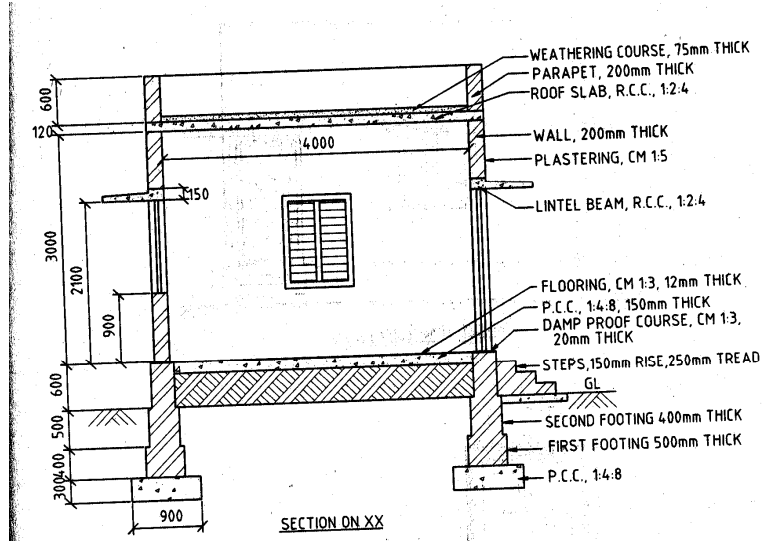 WEATHERING COURSE, 75mm THICK
PARAPET, 200mm THICK
ROOF SLAB, R.C.C., 1:2:4
600
120
WALL, 200mm THICK
4000
PLASTERING, CM 1:5
150
LINTEL BEAM, R.C.C., 1:2:4
3000
2100
900
FLOORING, CM 1:3, 12mm THICK
P.C.C., 1:4:8, 150mm THICK
DAMP PROOF COURSE, CM 1:3,
20mm THICK
STEPS,150mm RISE,250mm TREAD
600
GL
500
SECOND FOOTING 400mm THICK
FIRST FOOTING 500mm THICK
400
300
P.C.C., 1:4:8
900
SECTION ON XX